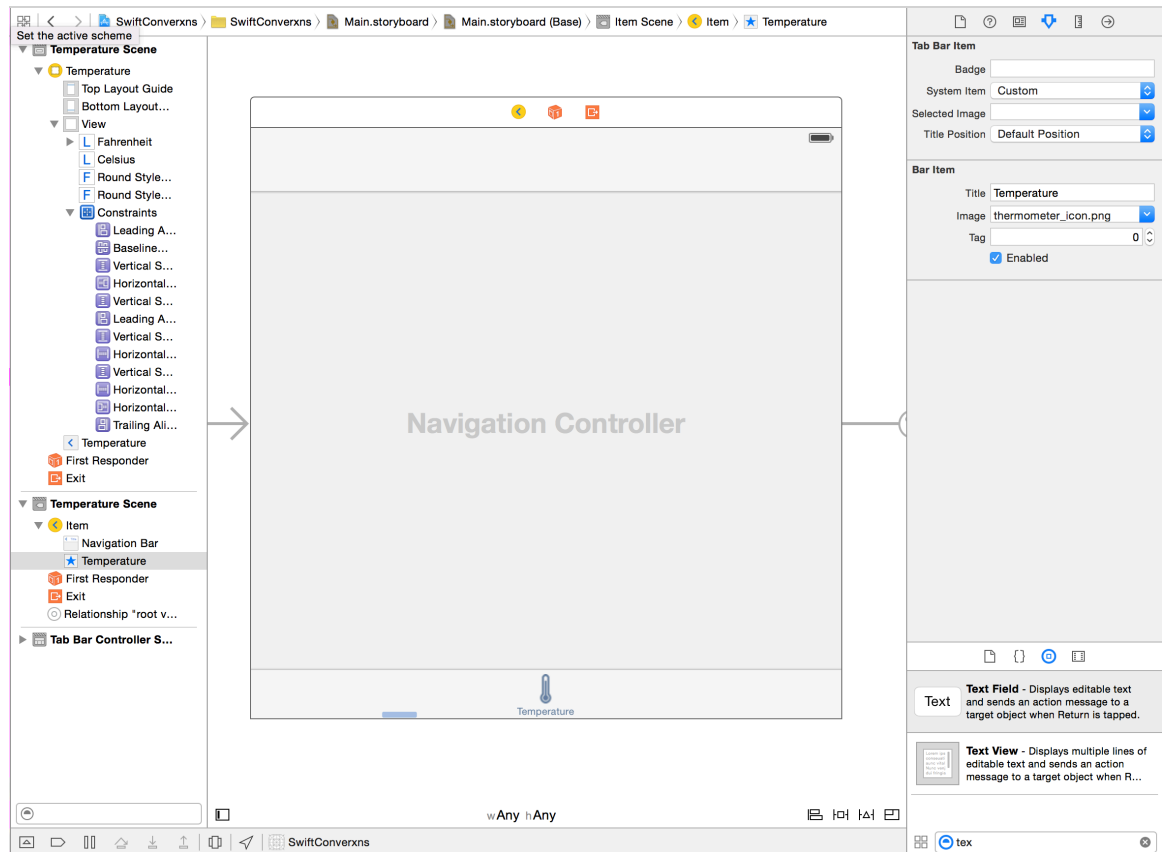 SwiftConverxns
SwiftConverxns
Main.storyboard
Main.storyboard (Base)
Item Scene
Item
Temperature
Set the active scheme
Temperature Scene
Temperature
Top Layout Guide
Bottom Layout...
View
L Fahrenheit
L Celsius
F Round Style...
F Round Style...
Constraints
Leading A...
Baseline...
Vertical S...
Horizontal...
Vertical S...
Leading A...
Vertical S...
Horizontal...
Vertical S...
Horizontal...
Horizontal...
Trailing Ali...
Temperature
First Responder
Exit
Temperature Scene
Item
Navigation Bar
Temperature
First Responder
Exit
Relationship "root v...
Tab Bar Controller S...
Navigation Controller
Temperature
wAny hAny
SwiftConverxns
Tab Bar Item
Badge
System Item Custom
Selected Image
Title Position Default Position
Bar Item
Title Temperature
Image thermometer_icon.png
Tag 0
Enabled
{}
Text
Text Field - Displays editable text
and sends an action message to a
target object when Return is tapped.
Text View - Displays multiple lines of
editable text and sends an action
message to a target object when R...
tex